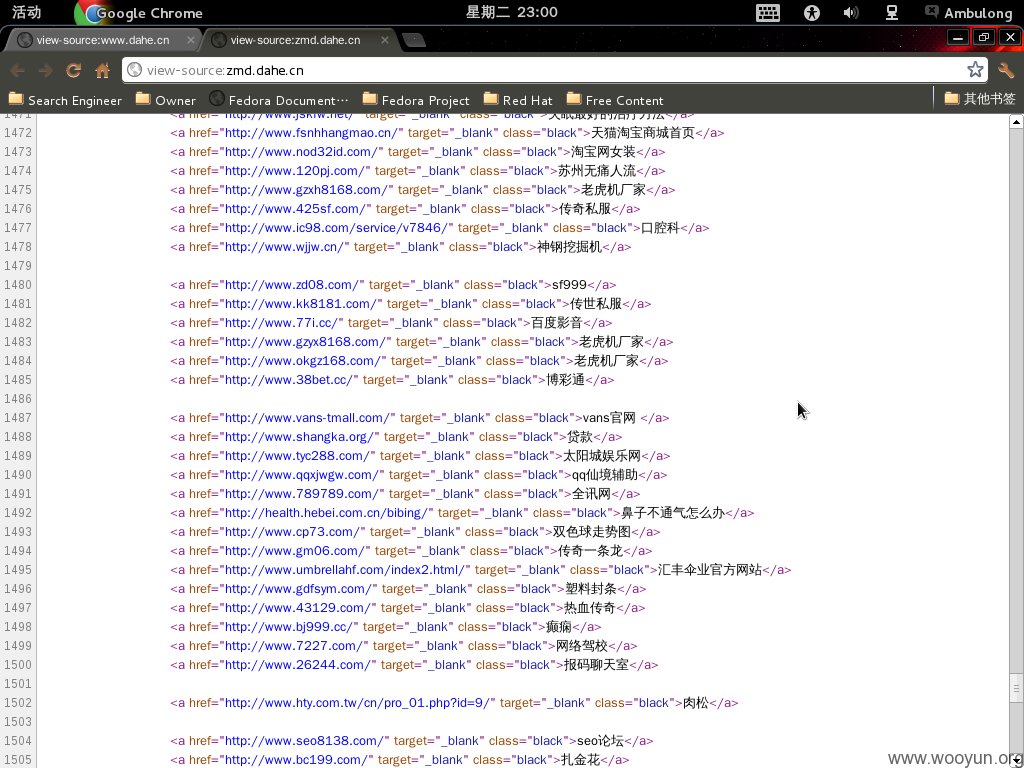 活动 Google Chrome 星期二 23:00 Ambulong
view-source:www.dahe.cn view-source:zmd.dahe.cn
view-source:zmd.dahe.cn
Search Engineer Owner Fedora Document… Fedora Project Red Hat Free Content 其他书签
1471 <a href="http://www.jskfw.net/" target="_blank" class="black">失眠最好的治疗方法</a>
1472 <a href="http://www.fsnhhangmao.cn/" target="_blank" class="black">天猫淘宝商城首页</a>
1473 <a href="http://www.nod32id.com/" target="_blank" class="black">淘宝网女装</a>
1474 <a href="http://www.120pj.com/" target="_blank" class="black">苏州无痛人流</a>
1475 <a href="http://www.gzxh8168.com/" target="_blank" class="black">老虎机厂家</a>
1476 <a href="http://www.425sf.com/" target="_blank" class="black">传奇私服</a>
1477 <a href="http://www.ic98.com/service/v7846/" target="_blank" class="black">口腔科</a>
1478 <a href="http://www.wjjw.cn/" target="_blank" class="black">神钢挖掘机</a>
1479
1480 <a href="http://www.zd08.com/" target="_blank" class="black">sf999</a>
1481 <a href="http://www.kk8181.com/" target="_blank" class="black">传世私服</a>
1482 <a href="http://www.77i.cc/" target="_blank" class="black">百度影音</a>
1483 <a href="http://www.gzyx8168.com/" target="_blank" class="black">老虎机厂家</a>
1484 <a href="http://www.okgz168.com/" target="_blank" class="black">老虎机厂家</a>
1485 <a href="http://www.38bet.cc/" target="_blank" class="black">博彩通</a>
1486
1487 <a href="http://www.vans-tmall.com/" target="_blank" class="black">vans官网 </a>
1488 <a href="http://www.shangka.org/" target="_blank" class="black">贷款</a>
1489 <a href="http://www.tyc288.com/" target="_blank" class="black">太阳城娱乐网</a>
1490 <a href="http://www.qqxjwgw.com/" target="_blank" class="black">qq仙境辅助</a>
1491 <a href="http://www.789789.com/" target="_blank" class="black">全讯网</a>
1492 <a href="http://health.hebei.com.cn/bibing/" target="_blank" class="black">鼻子不通气怎么办</a>
1493 <a href="http://www.cp73.com/" target="_blank" class="black">双色球走势图</a>
1494 <a href="http://www.gm06.com/" target="_blank" class="black">传奇一条龙</a>
1495 <a href="http://www.umbrellahf.com/index2.html/" target="_blank" class="black">汇丰伞业官方网站</a>
1496 <a href="http://www.gdfsym.com/" target="_blank" class="black">塑料封条</a>
1497 <a href="http://www.43129.com/" target="_blank" class="black">热血传奇</a>
1498 <a href="http://www.bj999.cc/" target="_blank" class="black">癫痫</a>
1499 <a href="http://www.7227.com/" target="_blank" class="black">网络驾校</a>
1500 <a href="http://www.26244.com/" target="_blank" class="black">报码聊天室</a>
1501
1502 <a href="http://www.hty.com.tw/cn/pro_01.php?id=9/" target="_blank" class="black">肉松</a>
1503
1504 <a href="http://www.seo8138.com/" target="_blank" class="black">seo论坛</a>
1505 <a href="http://www.bc199.com/" target="_blank" class="black">扎金花</a>
www.wooyun.org